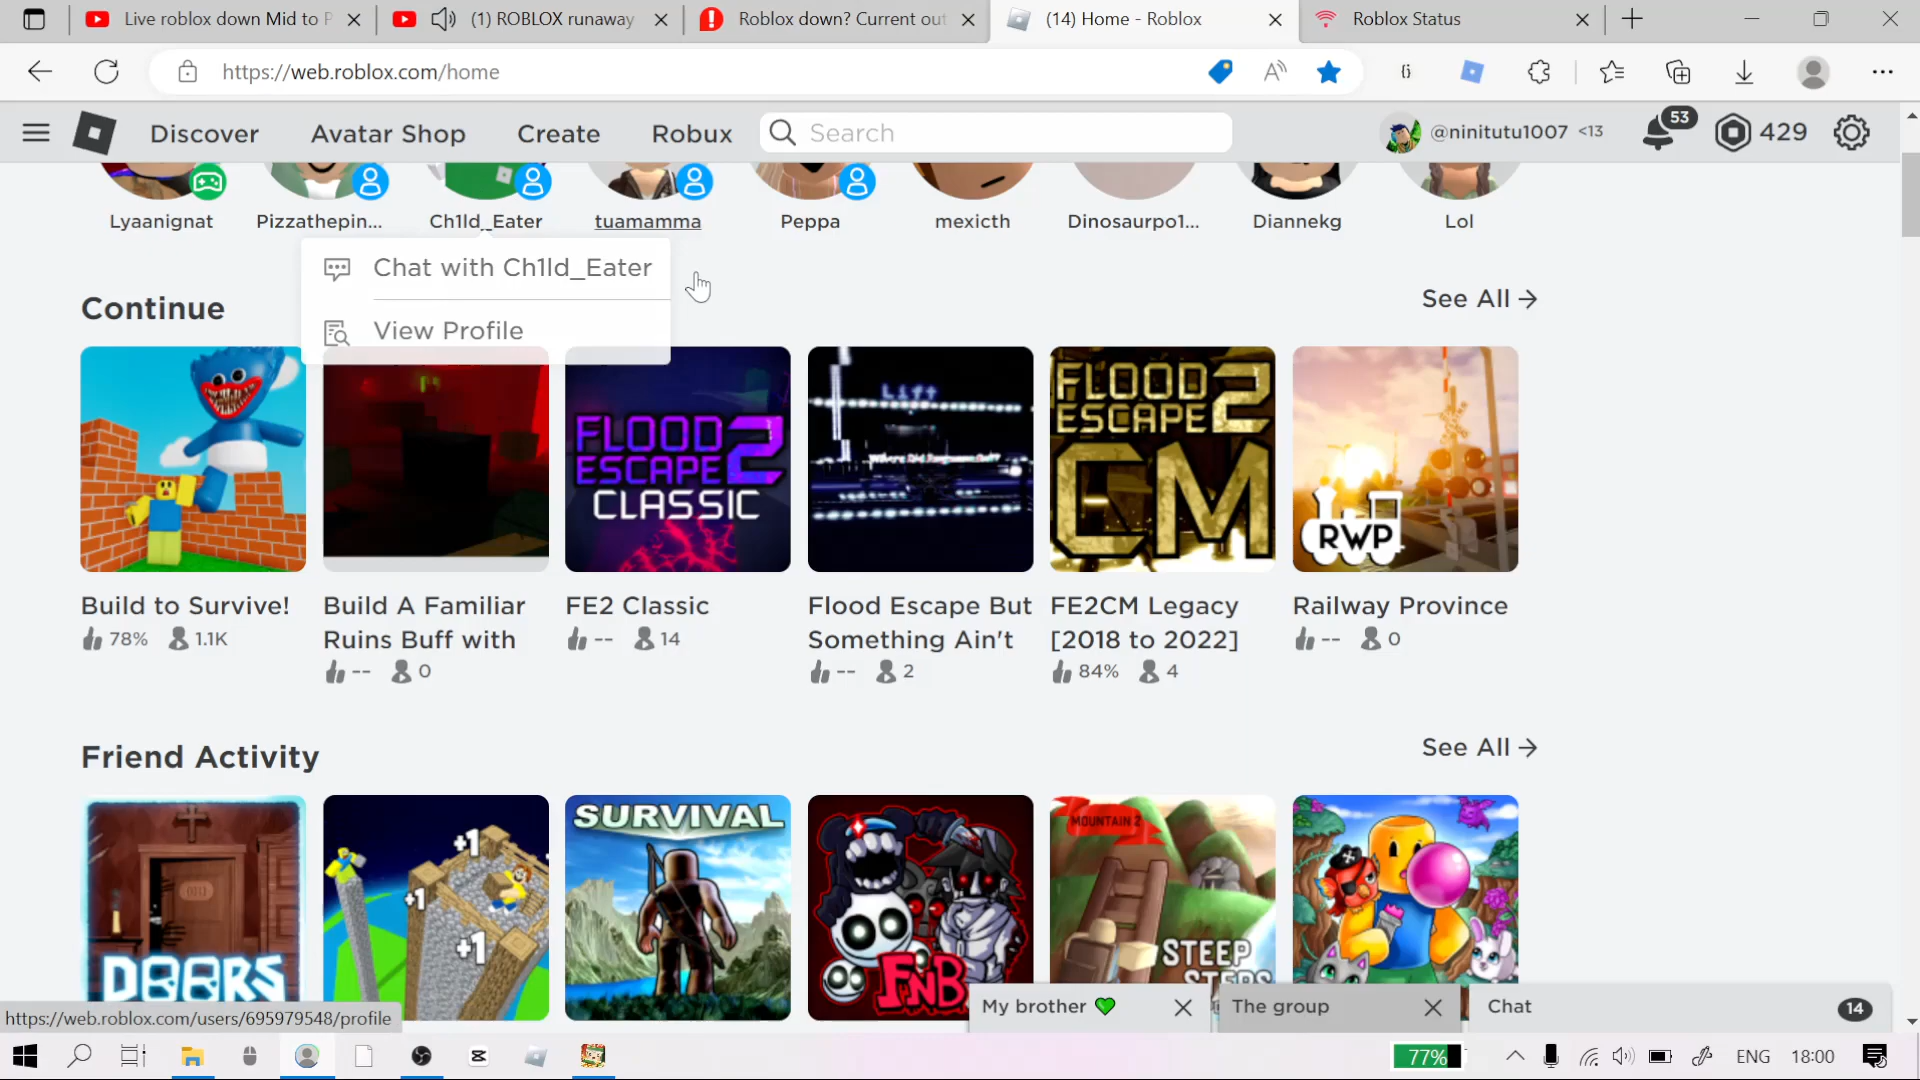 Live roblox down Mid to P
(1) ROBLOX runaway
Roblox down? Current out
(14) Home - Roblox
Roblox Status
https://web.roblox.com/home
Discover
Avatar Shop
Create
Robux
Search
@ninitutu1007 <13
53
429
Lyaanignat
Pizzathepin...
Ch1ld_Eater
tuamamma
Peppa
mexicth
Dinosaurpo1...
Diannekg
Lol
Chat with Ch1ld_Eater
View Profile
Continue
See All →
FLOOD
ESCAPE 2
CLASSIC
Lift
FLOOD
ESCAPE 2
CM
RWP
Build to Survive!
78% 1.1K
Build A Familiar
Ruins Buff with
-- 0
FE2 Classic
-- 14
Flood Escape But
Something Ain't
-- 2
FE2CM Legacy
[2018 to 2022]
84% 4
Railway Province
-- 0
Friend Activity
See All →
DOORS
+1
+1
+1
SURVIVAL
FNB
MOUNTAIN 2
STEEP
STEPS
My brother 💚
The group
Chat
14
https://web.roblox.com/users/695979548/profile
77%
ENG
18:00